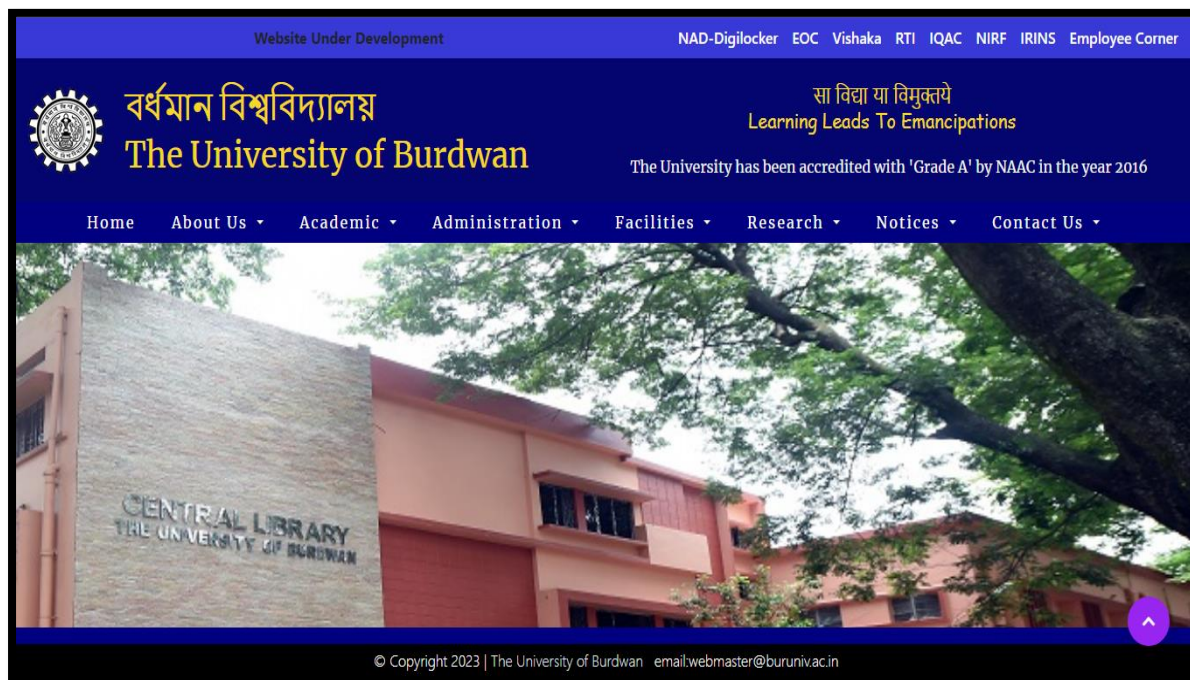 Website Under Development
NAD-Digilocker EOC Vishaka RTI IQAC NIRF IRINS Employee Corner
বর্ধমান বিশ্ববিদ্যালয়
The University of Burdwan
सा विद्या या विमुक्तये
Learning Leads To Emancipations
The University has been accredited with 'Grade A' by NAAC in the year 2016
Home About Us Academic Administration Facilities Research Notices Contact Us
CENTRAL LIBRARY
THE UNIVERSITY OF BURDWAN
© Copyright 2023 | The University of Burdwan email:webmaster@buruniv.ac.in